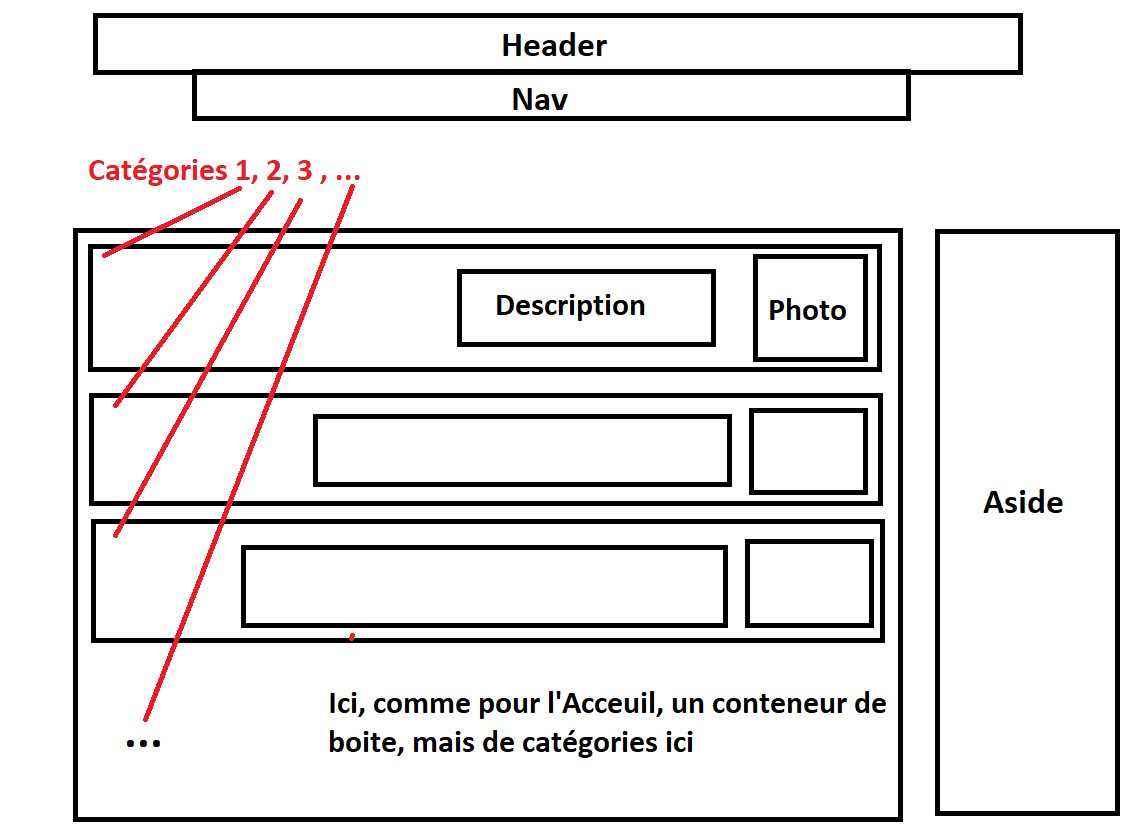 Header
Nav
Catégories 1, 2, 3 , ...
Description
Photo
Aside
Ici, comme pour l'Acceuil, un conteneur de
boite, mais de catégories ici
...